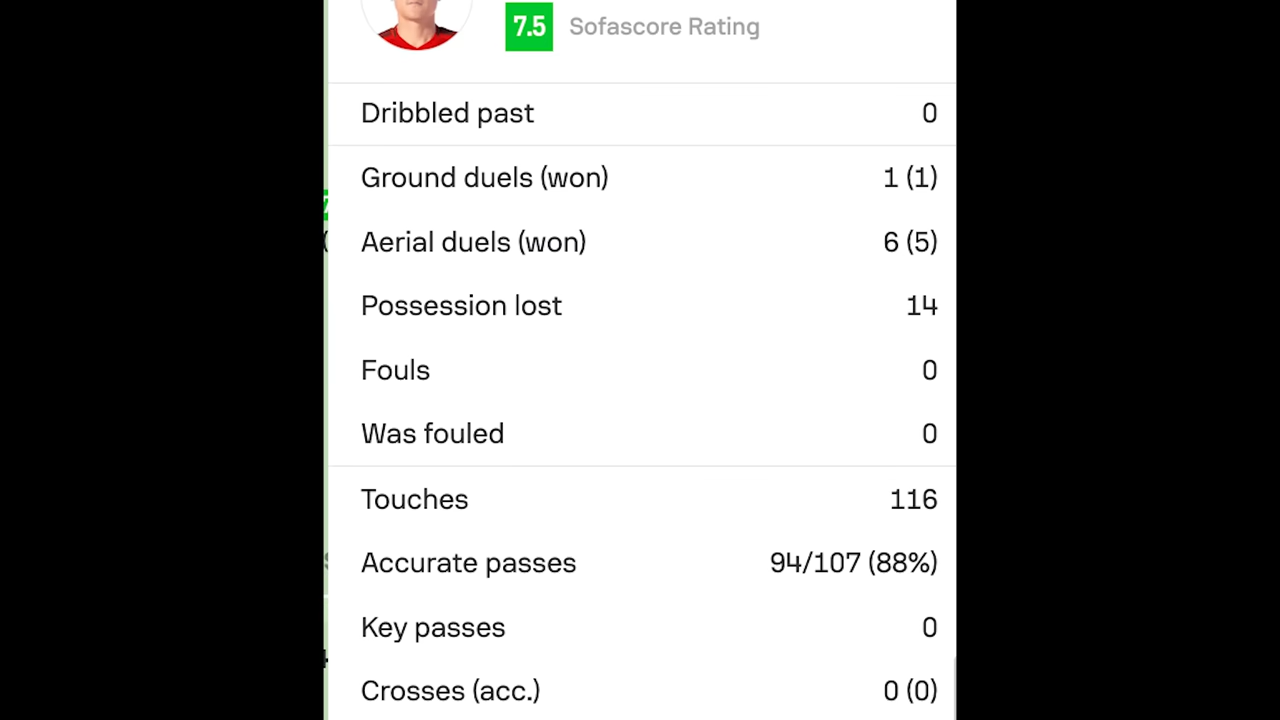 7.5 Sofascore Rating
Dribbled past 0
Ground duels (won) 1 (1)
Aerial duels (won) 6 (5)
Possession lost 14
Fouls 0
Was fouled 0
Touches 116
Accurate passes 94/107 (88%)
Key passes 0
Crosses (acc.) 0 (0)